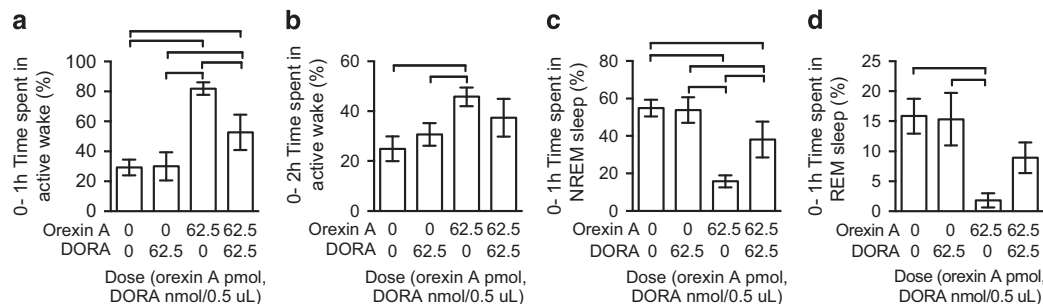 a
0- 1h Time spent in
active wake (%)
100
80
60
40
20
0
Orexin A 0 0 62.5 62.5
DORA 0 62.5 0 62.5
Dose (orexin A pmol,
DORA nmol/0.5 uL)
b
0- 2h Time spent in
active wake (%)
60
40
20
0
0 0 62.5 62.5
0 62.5 0 62.5
Dose (orexin A pmol,
DORA nmol/0.5 uL)
c
0- 1h Time spent in
NREM sleep (%)
80
60
40
20
0
0 0 62.5 62.5
0 62.5 0 62.5
Dose (orexin A pmol,
DORA nmol/0.5 uL)
d
0- 1h Time spent in
REM sleep (%)
25
20
15
10
5
0
0 0 62.5 62.5
0 62.5 0 62.5
Dose (orexin A pmol,
DORA nmol/0.5 uL)